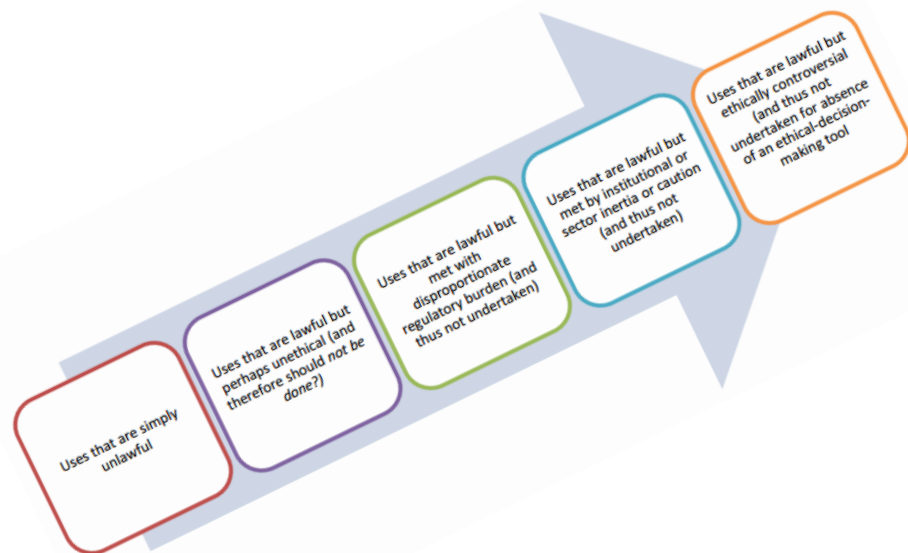 Uses that are simply
unlawful
Uses that are lawful but
perhaps unethical (and
therefore should not be
done?)
Uses that are lawful but
met with
disproportionate
regulatory burden (and
thus not undertaken)
Uses that are lawful but
met by institutional or
sector inertia or caution
(and thus not
undertaken)
Uses that are lawful but
ethically controversial
(and thus not
undertaken for absence
of an ethical-decision-
making tool